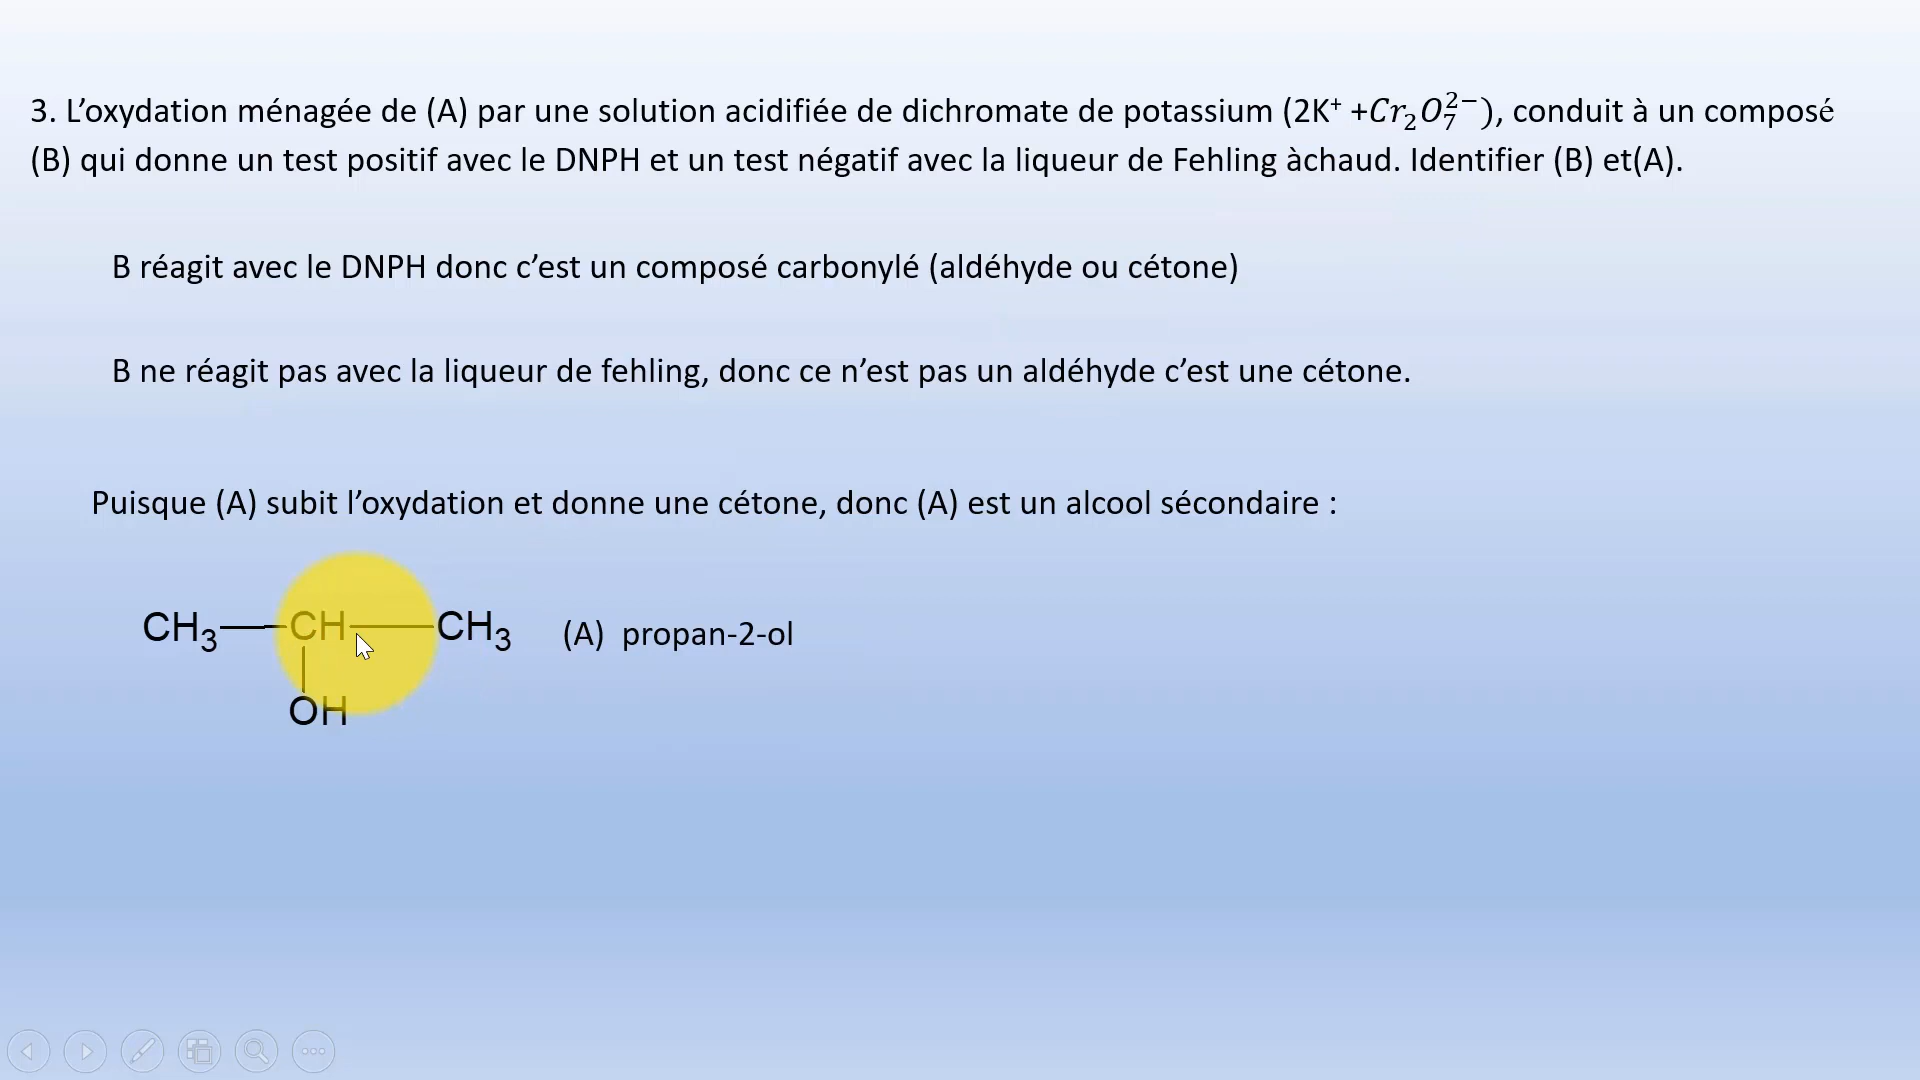 3. L’oxydation ménagée de (A) par une solution acidifiée de dichromate de potassium (2K⁺ +Cr₂O₇²⁻), conduit à un composé
(B) qui donne un test positif avec le DNPH et un test négatif avec la liqueur de Fehling àchaud. Identifier (B) et(A).
B réagit avec le DNPH donc c’est un composé carbonylé (aldéhyde ou cétone)
B ne réagit pas avec la liqueur de fehling, donc ce n’est pas un aldéhyde c’est une cétone.
Puisque (A) subit l’oxydation et donne une cétone, donc (A) est un alcool sécondaire :
CH₃—CH—CH₃ (A) propan-2-ol
OH